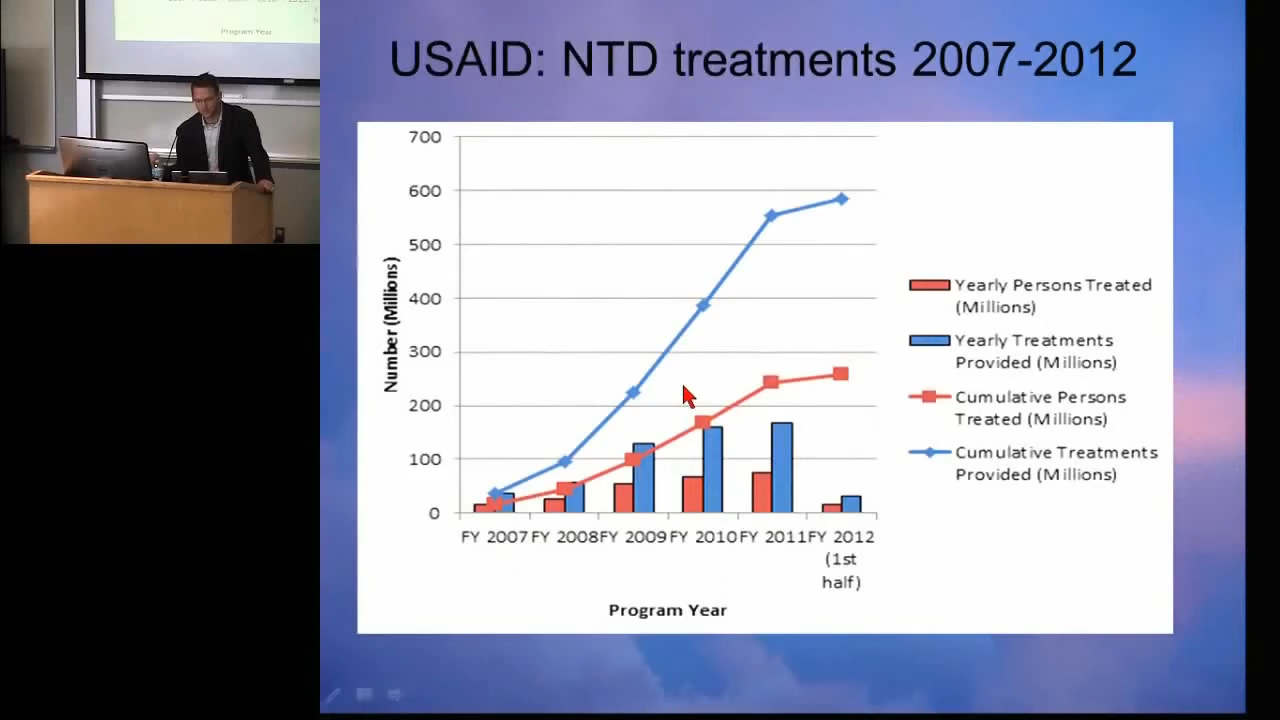 Program Year
USAID: NTD treatments 2007-2012
700
600
500
400
300
200
100
0
Number (Millions)
FY 2007 FY 2008 FY 2009 FY 2010 FY 2011 FY 2012
(1st
half)
Program Year
Yearly Persons Treated
(Millions)
Yearly Treatments
Provided (Millions)
Cumulative Persons
Treated (Millions)
Cumulative Treatments
Provided (Millions)